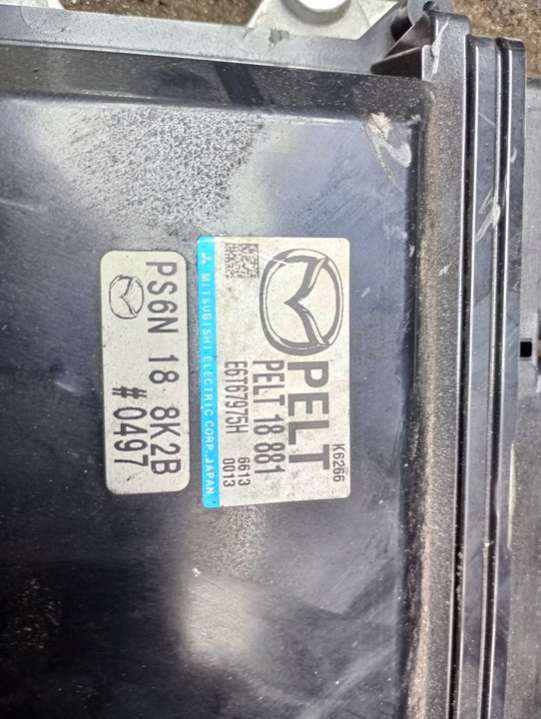 K6266
PELT
PELT 18 881
E6T67975H
6613
0013
MITSUBISHI ELECTRIC CORP., JAPAN
PS6N 18 8K2B
#0497